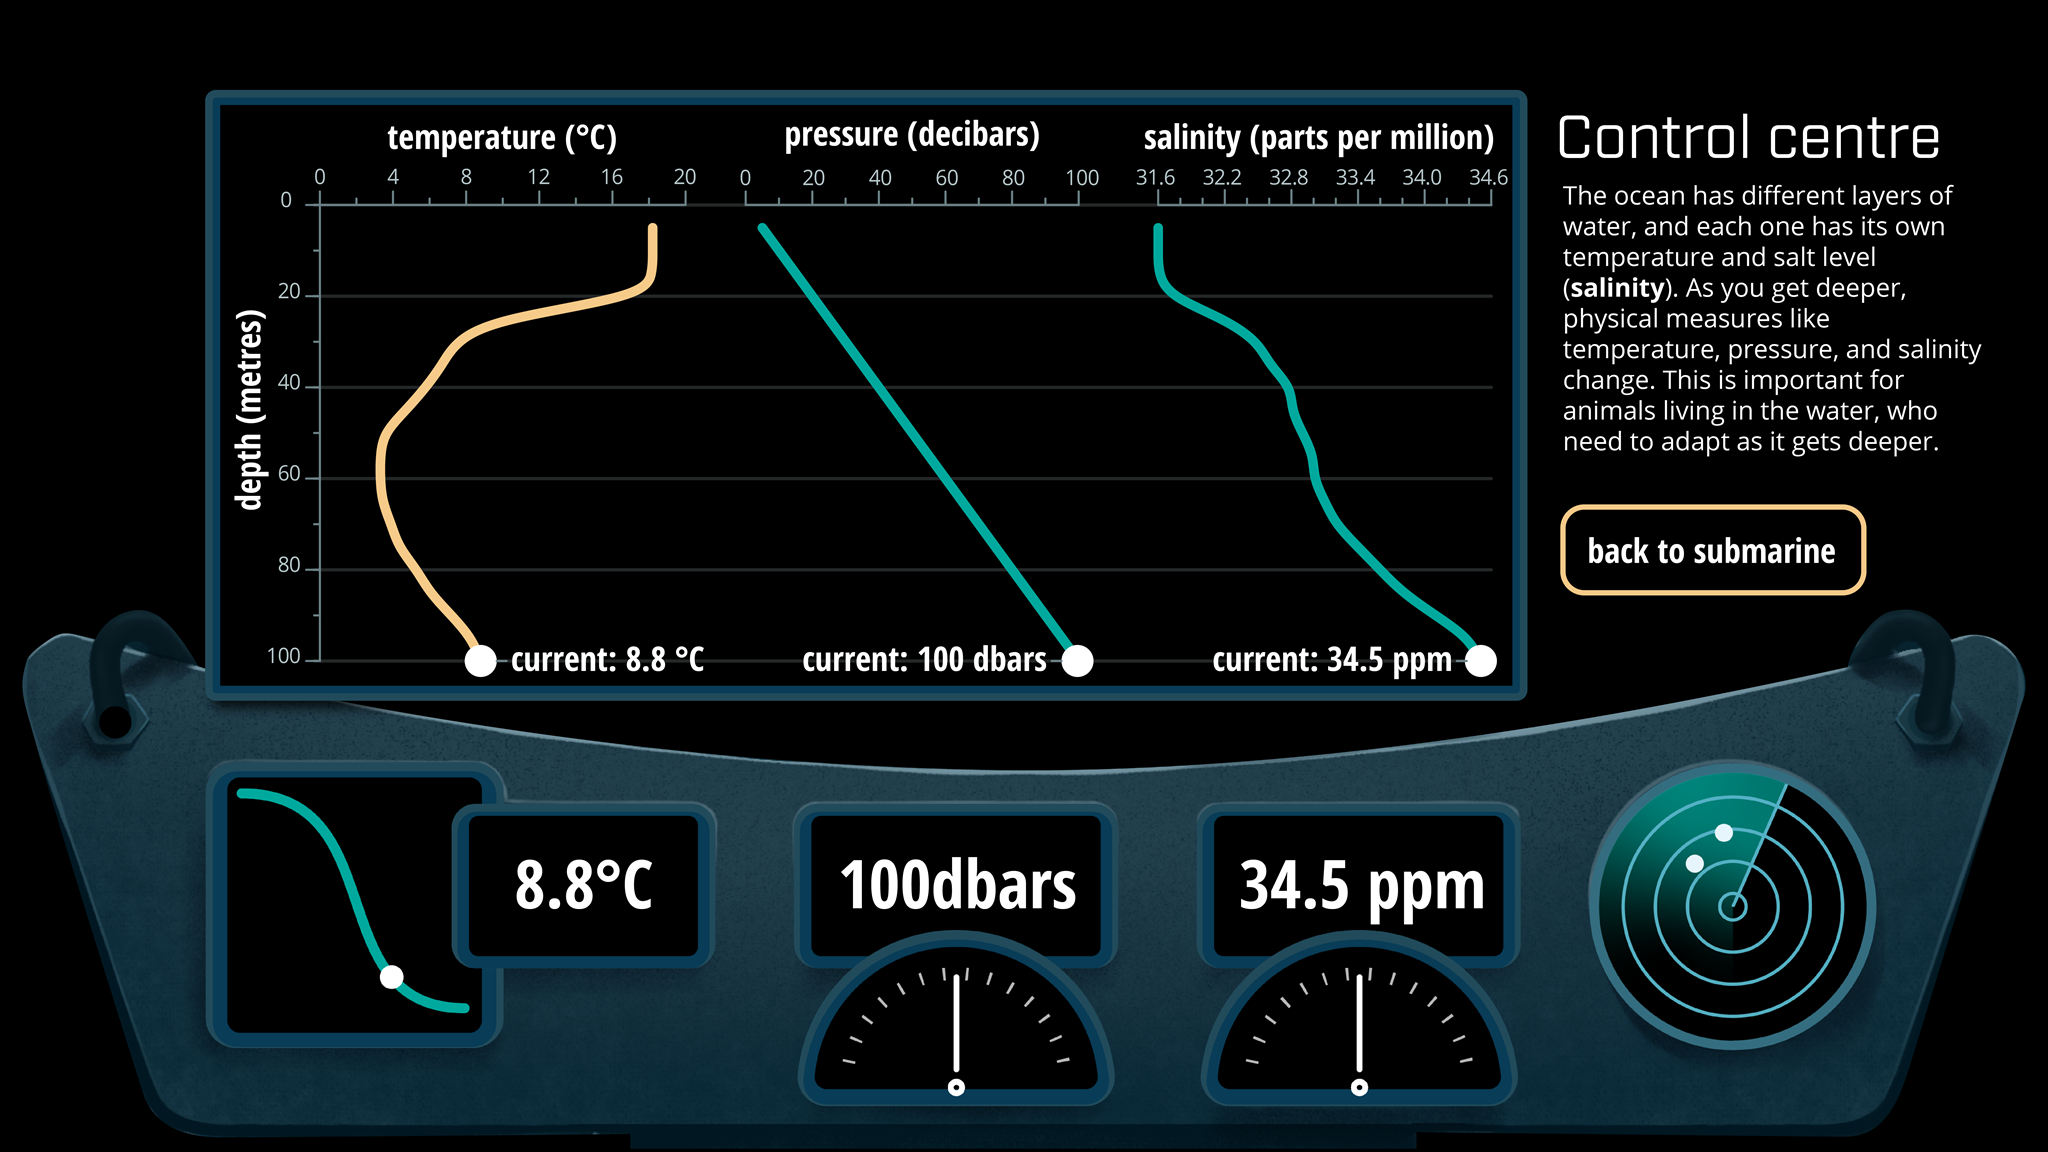 temperature (°C)
pressure (decibars)
salinity (parts per million)
0 4 8 12 16 20
0 20 40 60 80 100
31.6 32.2 32.8 33.4 34.0 34.6
0
20
40
60
80
100
depth (metres)
current: 8.8 °C
current: 100 dbars
current: 34.5 ppm
Control centre
The ocean has different layers of
water, and each one has its own
temperature and salt level
(salinity). As you get deeper,
physical measures like
temperature, pressure, and salinity
change. This is important for
animals living in the water, who
need to adapt as it gets deeper.
back to submarine
8.8°C
100dbars
34.5 ppm